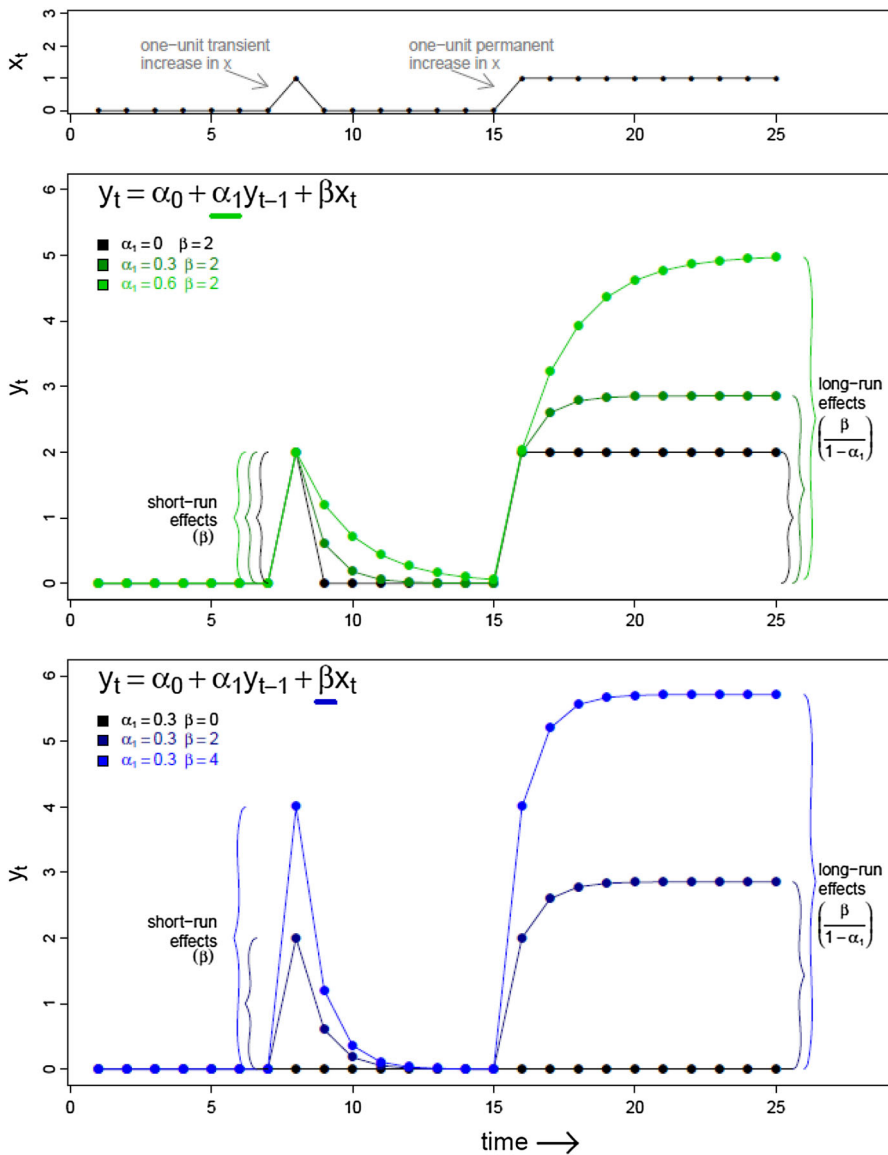 one−unit transient
increase in x
one−unit permanent
increase in x
xₜ
0 1 2 3
0 5 10 15 20 25
yₜ = α₀ + α₁yₜ₋₁ + βxₜ
α₁ = 0 β = 2
α₁ = 0.3 β = 2
α₁ = 0.6 β = 2
short−run
effects
(β)
long−run
effects
(β / (1 − α₁))
yₜ
0 1 2 3 4 5 6
0 5 10 15 20 25
yₜ = α₀ + α₁yₜ₋₁ + βxₜ
α₁ = 0.3 β = 0
α₁ = 0.3 β = 2
α₁ = 0.3 β = 4
short−run
effects
(β)
long−run
effects
(β / (1 − α₁))
yₜ
0 1 2 3 4 5 6
0 5 10 15 20 25
time →